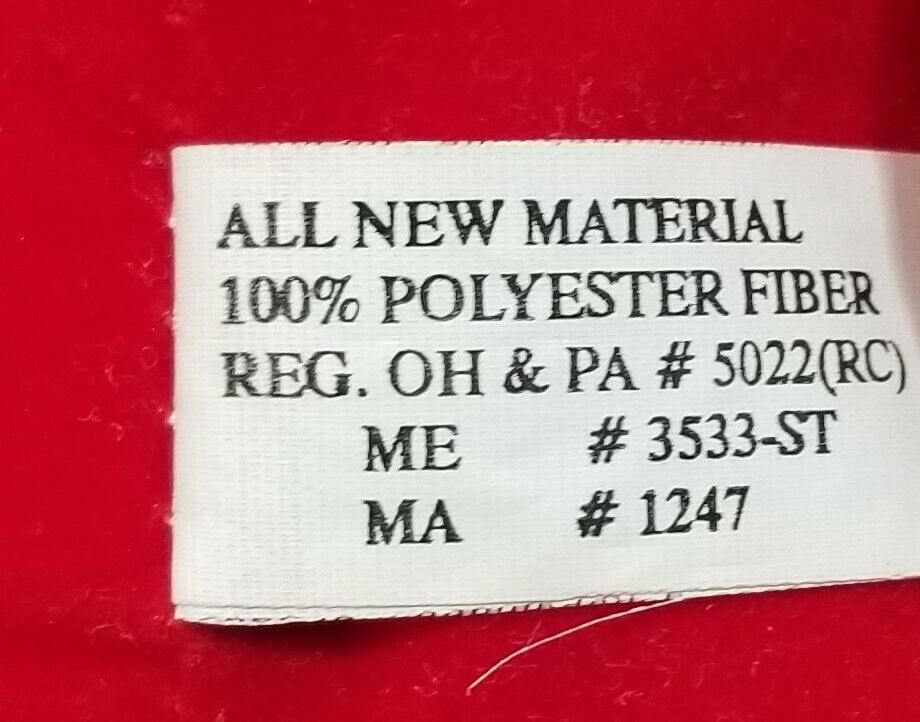 ALL NEW MATERIAL
100% POLYESTER FIBER
REG. OH & PA # 5022(RC)
ME # 3533-ST
MA # 1247